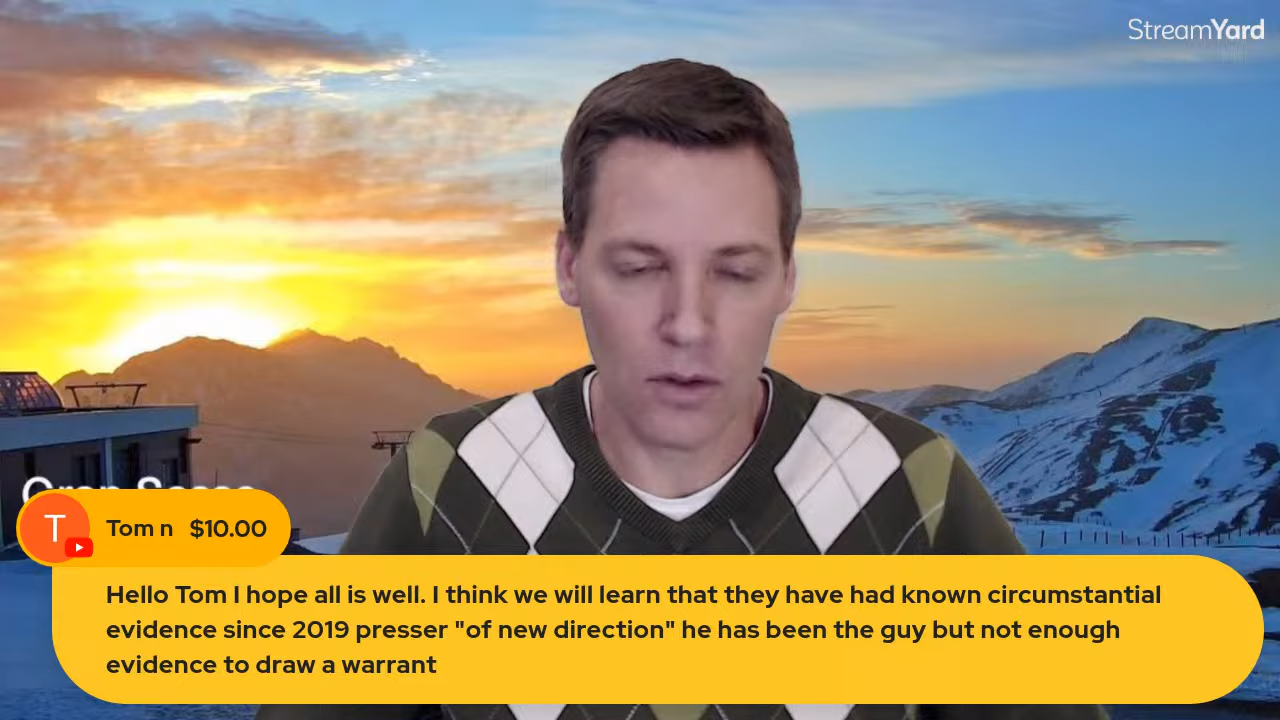 StreamYard
T
Tom n $10.00
Hello Tom I hope all is well. I think we will learn that they have had known circumstantial
evidence since 2019 presser "of new direction" he has been the guy but not enough
evidence to draw a warrant